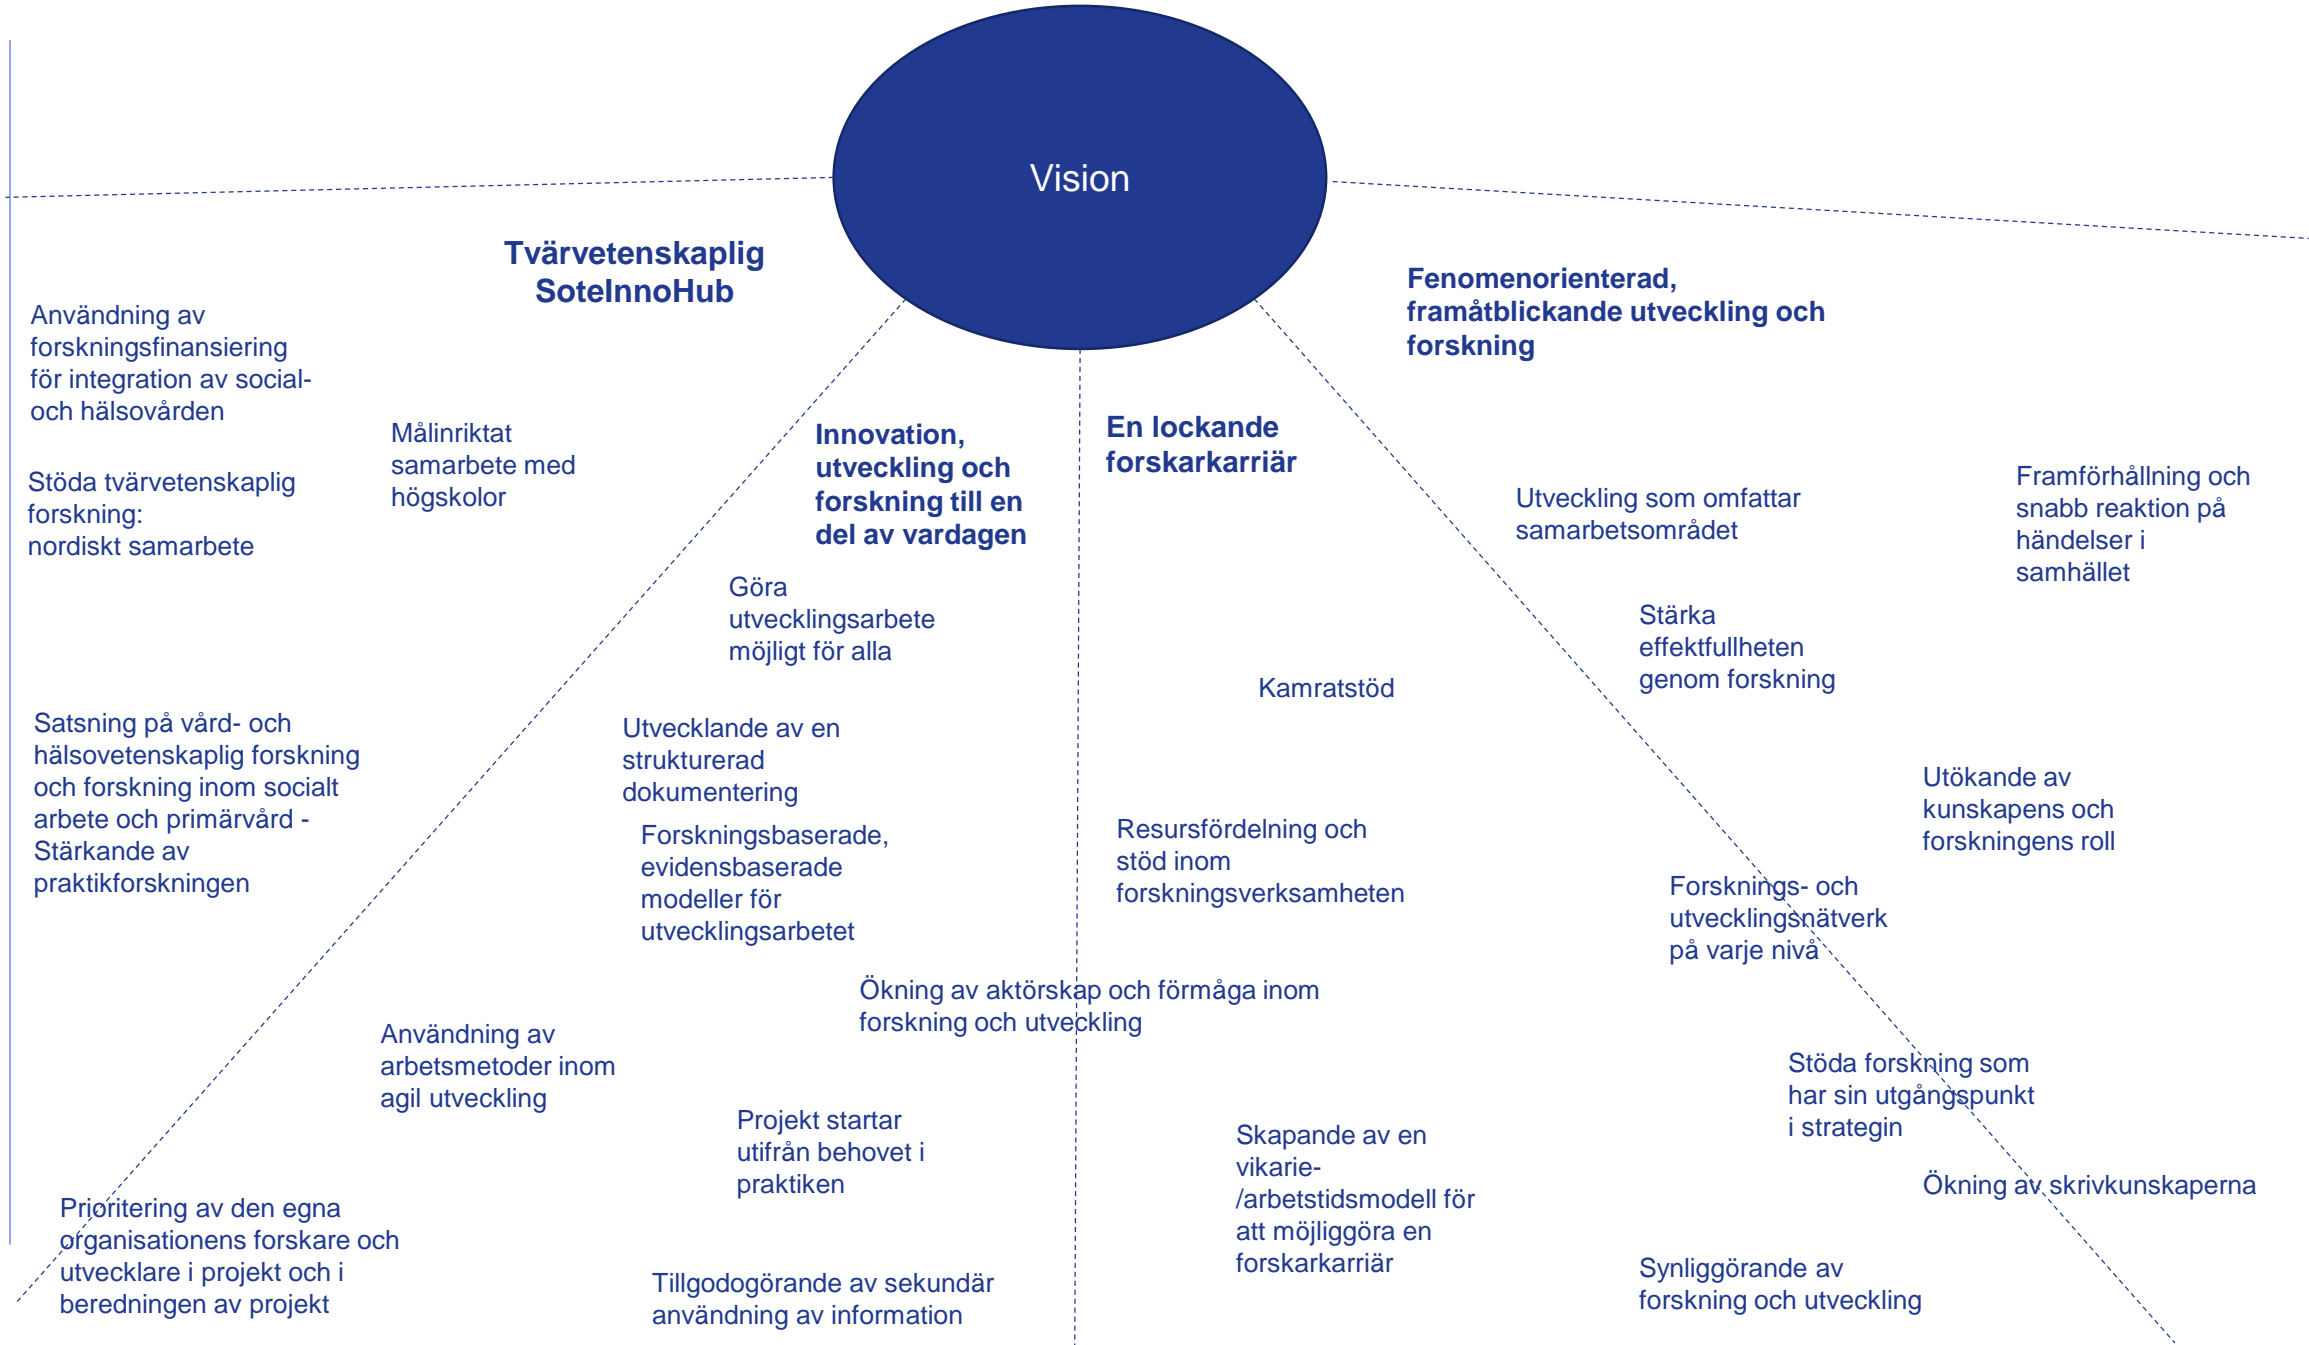 Vision
Tvärvetenskaplig
SoteInnoHub
Användning av
forskningsfinansiering
för integration av social-
och hälsovården
Målinriktat
samarbete med
högskolor
Stöda tvärvetenskaplig
forskning:
nordiskt samarbete
Satsning på vård- och
hälsovetenskaplig forskning
och forskning inom socialt
arbete och primärvård -
Stärkande av
praktikforskningen
Prioritering av den egna
organisationens forskare och
utvecklare i projekt och i
beredningen av projekt
Innovation,
utveckling och
forskning till en
del av vardagen
Göra
utvecklingsarbete
möjligt för alla
Utvecklande av en
strukturerad
dokumentering
Forskningsbaserade,
evidensbaserade
modeller för
utvecklingsarbetet
Ökning av aktörskap och förmåga inom
forskning och utveckling
Användning av
arbetsmetoder inom
agil utveckling
Projekt startar
utifrån behovet i
praktiken
Tillgodogörande av sekundär
användning av information
En lockande
forskarkarriär
Kamratstöd
Resursfördelning och
stöd inom
forskningsverksamheten
Skapande av en
vikarie-
/arbetstidsmodell för
att möjliggöra en
forskarkarriär
Synliggörande av
forskning och utveckling
Fenomenorienterad,
framåtblickande utveckling och
forskning
Utveckling som omfattar
samarbetsområdet
Framförhållning och
snabb reaktion på
händelser i
samhället
Stärka
effektfullheten
genom forskning
Utökande av
kunskapens och
forskningens roll
Forsknings- och
utvecklingsnätverk
på varje nivå
Stöda forskning som
har sin utgångspunkt
i strategin
Ökning av skrivkunskaperna